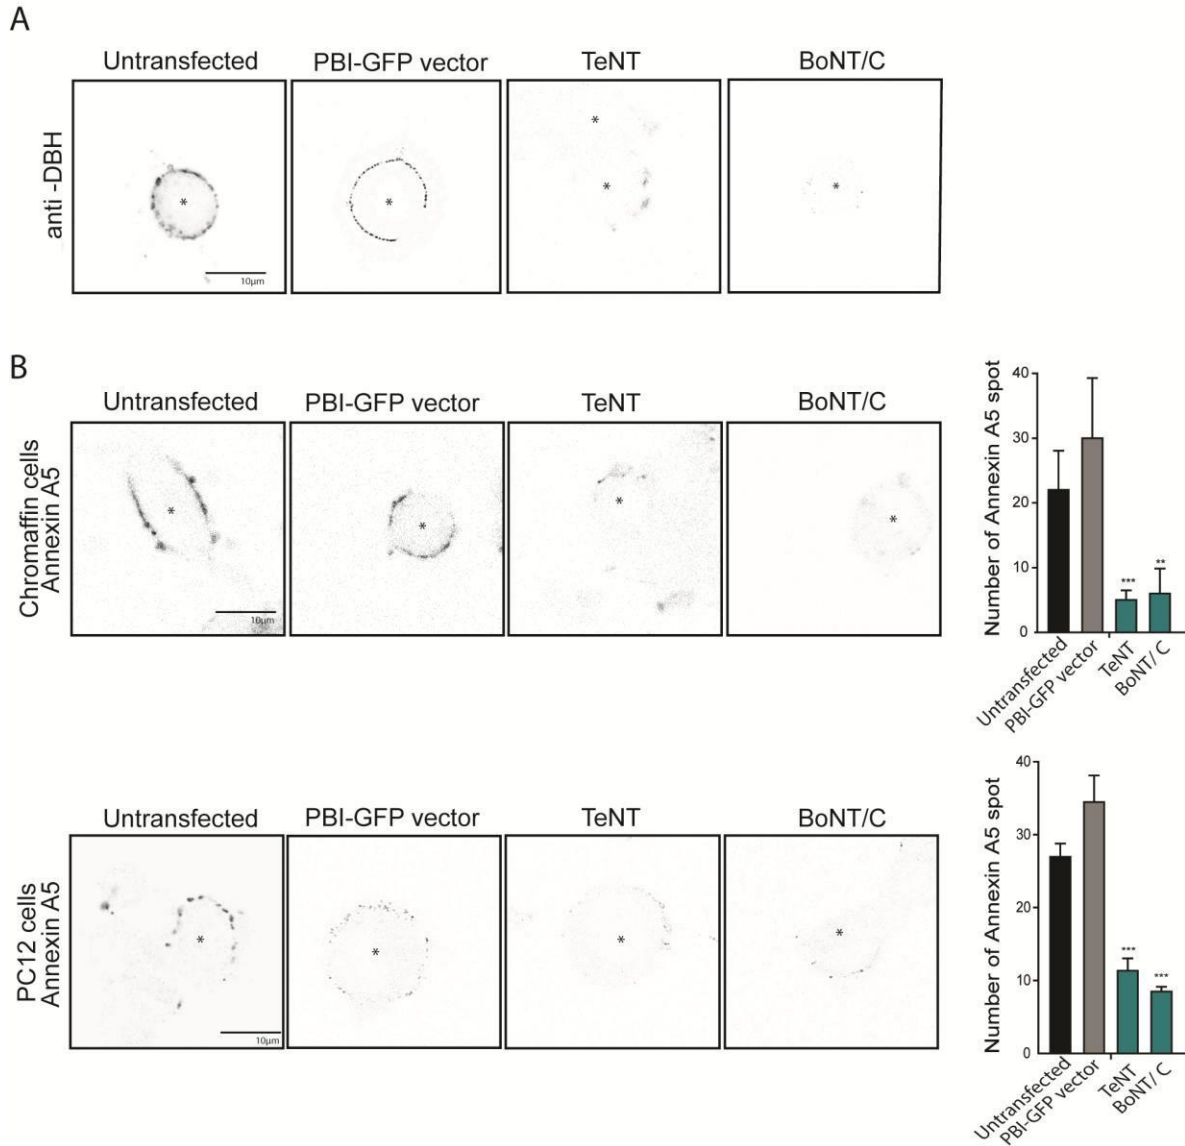 A
Untransfected PBI-GFP vector TeNT BoNT/C
anti -DBH
* * * * *
10µm
B
Untransfected PBI-GFP vector TeNT BoNT/C
Chromaffin cells
Annexin A5
* * * *
10µm
Number of Annexin A5 spot
40
30
20
10
0
*** **
Untransfected
PBI-GFP vector
TeNT
BoNT/ C
Untransfected PBI-GFP vector TeNT BoNT/C
PC12 cells
Annexin A5
* * * *
10µm
Number of Annexin A5 spot
40
30
20
10
0
*** ***
Untransfected
PBI-GFP vector
TeNT
BoNT/ C